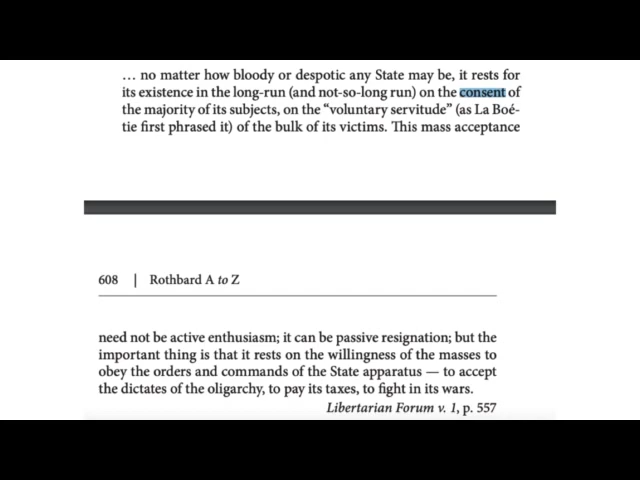 … no matter how bloody or despotic any State may be, it rests for
its existence in the long-run (and not-so-long run) on the consent of
the majority of its subjects, on the “voluntary servitude” (as La Boé-
tie first phrased it) of the bulk of its victims. This mass acceptance
608 | Rothbard A to Z
need not be active enthusiasm; it can be passive resignation; but the
important thing is that it rests on the willingness of the masses to
obey the orders and commands of the State apparatus — to accept
the dictates of the oligarchy, to pay its taxes, to fight in its wars.
Libertarian Forum v. 1, p. 557